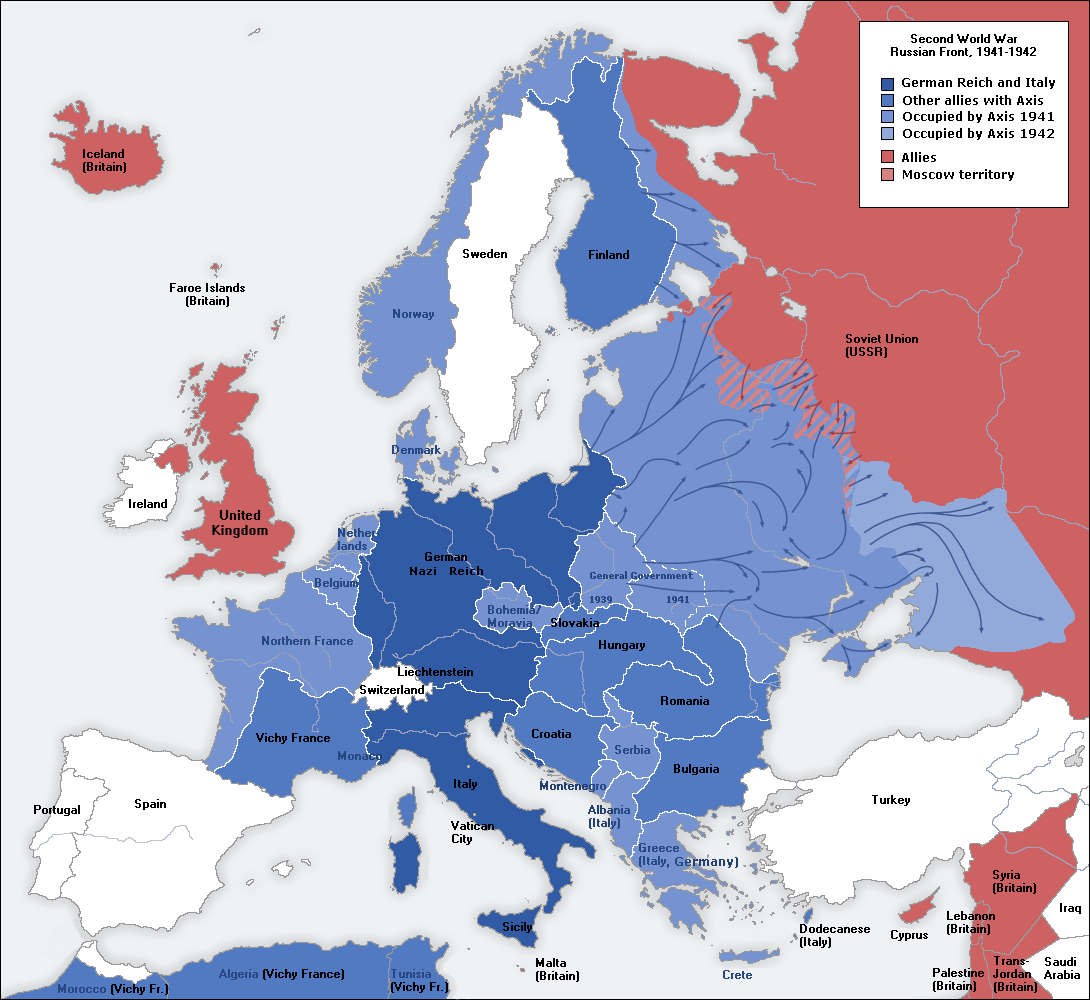 Second World War
Russian Front, 1941-1942
German Reich and Italy
Other allies with Axis
Occupied by Axis 1941
Occupied by Axis 1942
Allies
Moscow territory
Iceland
(Britain)
Faroe Islands
(Britain)
Sweden
Finland
Norway
Soviet Union
(USSR)
Denmark
Ireland
United
Kingdom
Nether
lands
Belgium
German
Nazi Reich
General Government
1939
1941
Bohemia/
Moravia
Slovakia
Northern France
Hungary
Liechtenstein
Switzerland
Romania
Vichy France
Croatia
Serbia
Monaco
Bulgaria
Italy
Montenegro
Portugal
Spain
Turkey
Albania
(Italy)
Vatican
City
Greece
(Italy, Germany)
Syria
(Britain)
Iraq
Sicily
Dodecanese
(Italy)
Cyprus
Lebanon
(Britain)
Malta
(Britain)
Crete
Palestine
(Britain)
Trans-
Jordan
(Britain)
Saudi
Arabia
Algeria (Vichy France)
Tunisia
(Vichy Fr.)
Morocco (Vichy Fr.)